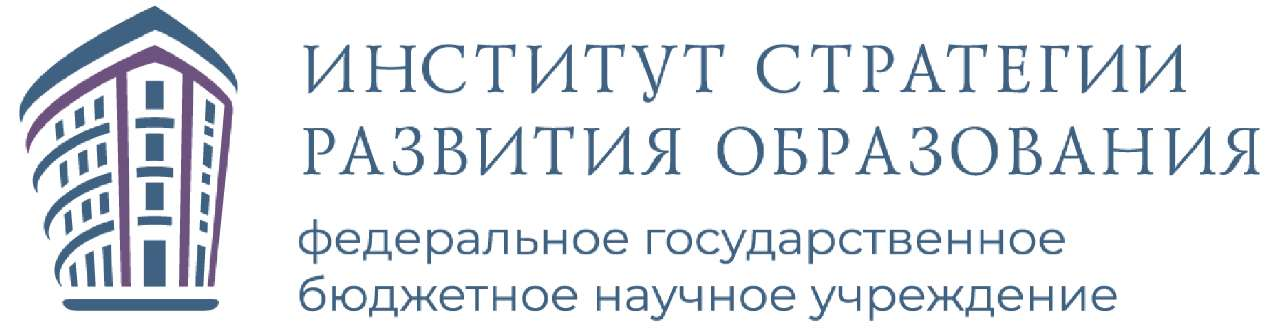 ИНСТИТУТ СТРАТЕГИИ
РАЗВИТИЯ ОБРАЗОВАНИЯ
федеральное государственное
бюджетное научное учреждение